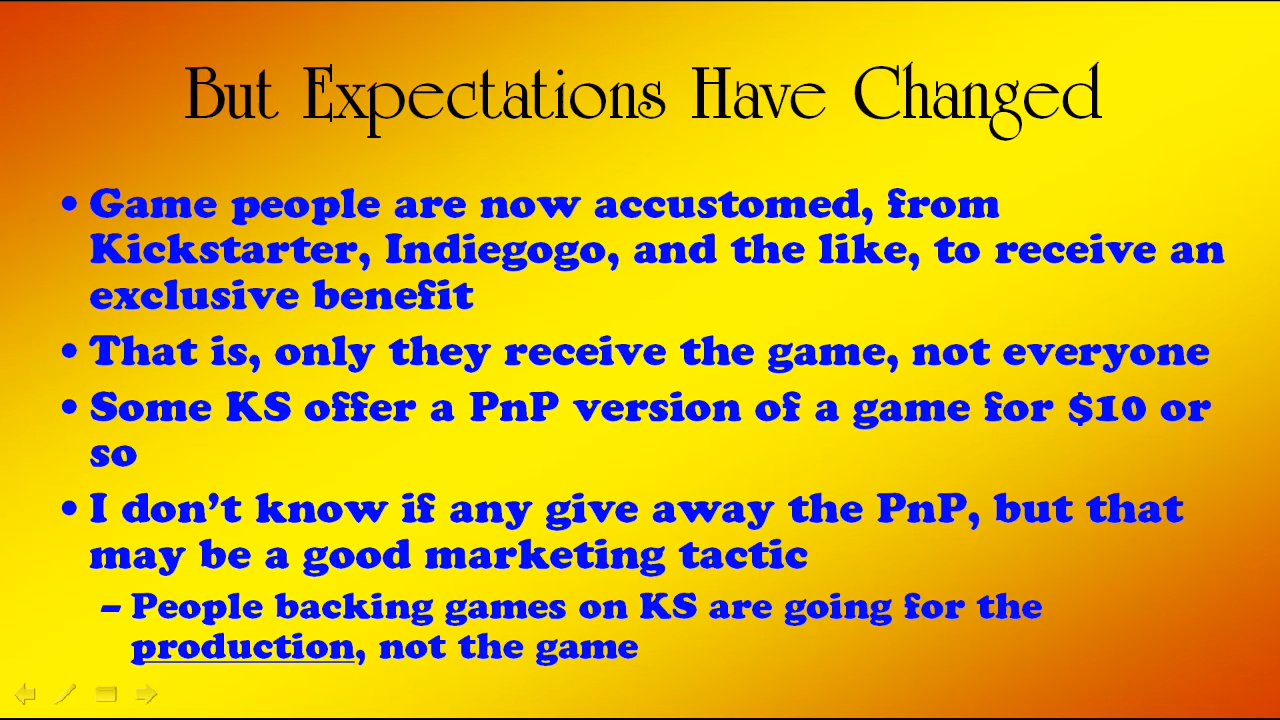 But Expectations Have Changed
• Game people are now accustomed, from
Kickstarter, Indiegogo, and the like, to receive an
exclusive benefit
• That is, only they receive the game, not everyone
• Some KS offer a PnP version of a game for $10 or
so
• I don’t know if any give away the PnP, but that
may be a good marketing tactic
– People backing games on KS are going for the
production, not the game